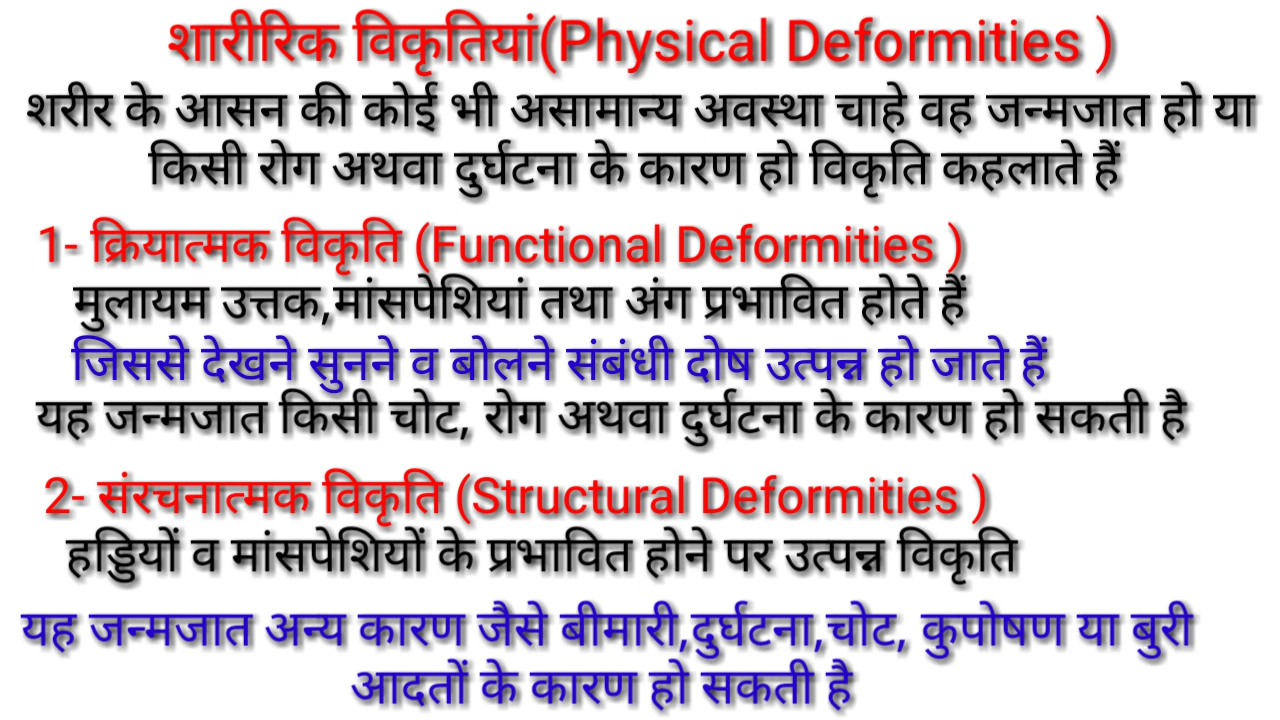 शारीरिक विकृतियां(Physical Deformities )
शरीर के आसन की कोई भी असामान्य अवस्था चाहे वह जन्मजात हो या
किसी रोग अथवा दुर्घटना के कारण हो विकृति कहलाते हैं
1- क्रियात्मक विकृति (Functional Deformities )
मुलायम उत्तक,मांसपेशियां तथा अंग प्रभावित होते हैं
जिससे देखने सुनने व बोलने संबंधी दोष उत्पन्न हो जाते हैं
यह जन्मजात किसी चोट, रोग अथवा दुर्घटना के कारण हो सकती है
2- संरचनात्मक विकृति (Structural Deformities )
हड्डियों व मांसपेशियों के प्रभावित होने पर उत्पन्न विकृति
यह जन्मजात अन्य कारण जैसे बीमारी,दुर्घटना,चोट, कुपोषण या बुरी
आदतों के कारण हो सकती है